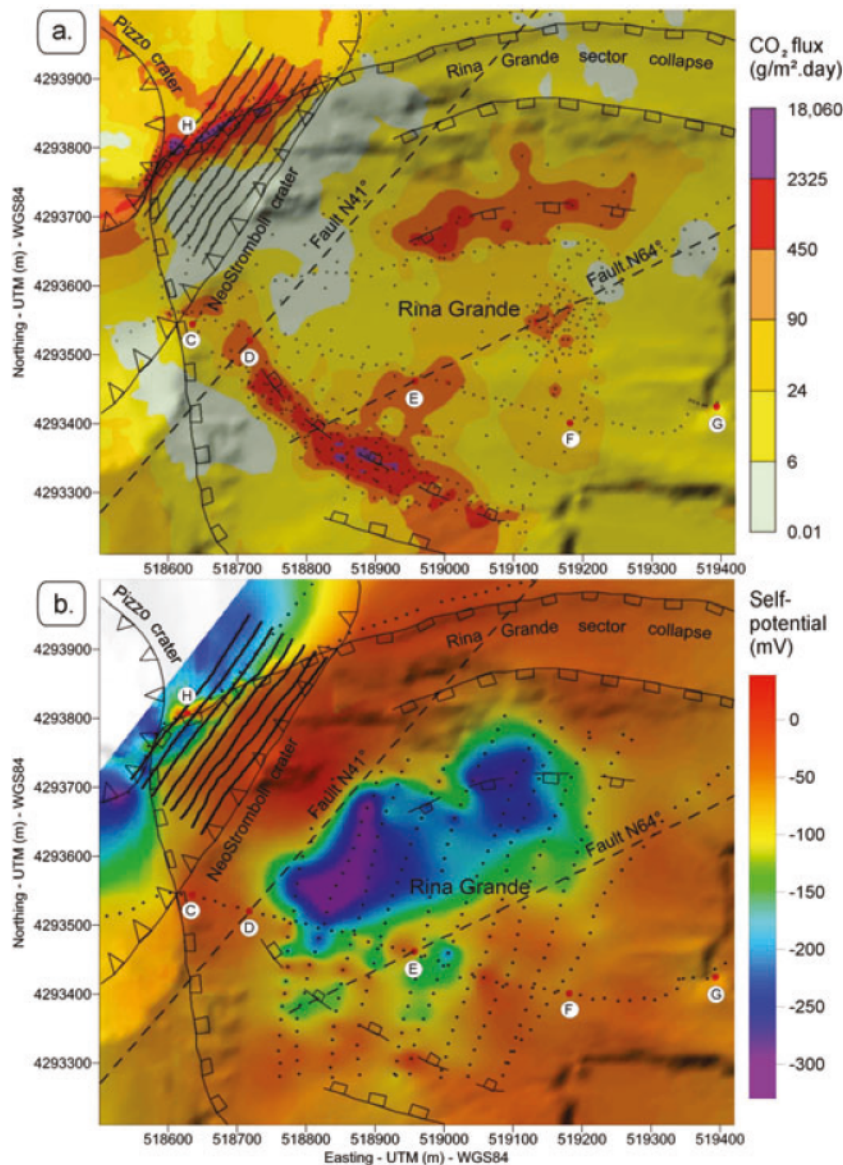 a.
Pizzo crater
H
Rina Grande sector collapse
NeoStromboli crater
Fault N41°
Fault N64°
Rina Grande
C
D
E
F
G
4293900
4293800
4293700
4293600
4293500
4293400
4293300
Northing - UTM (m) - WGS84
518600 518700 518800 518900 519000 519100 519200 519300 519400
CO₂ flux
(g/m².day)
18,060
2325
450
90
24
6
0.01
b.
Pizzo crater
H
Rina Grande sector collapse
NeoStromboli crater
Fault N41°
Fault N64°
Rina Grande
C
D
E
F
G
4293900
4293800
4293700
4293600
4293500
4293400
4293300
Northing - UTM (m) - WGS84
518600 518700 518800 518900 519000 519100 519200 519300 519400
Easting - UTM (m) - WGS84
Self-
potential
(mV)
0
-50
-100
-150
-200
-250
-300